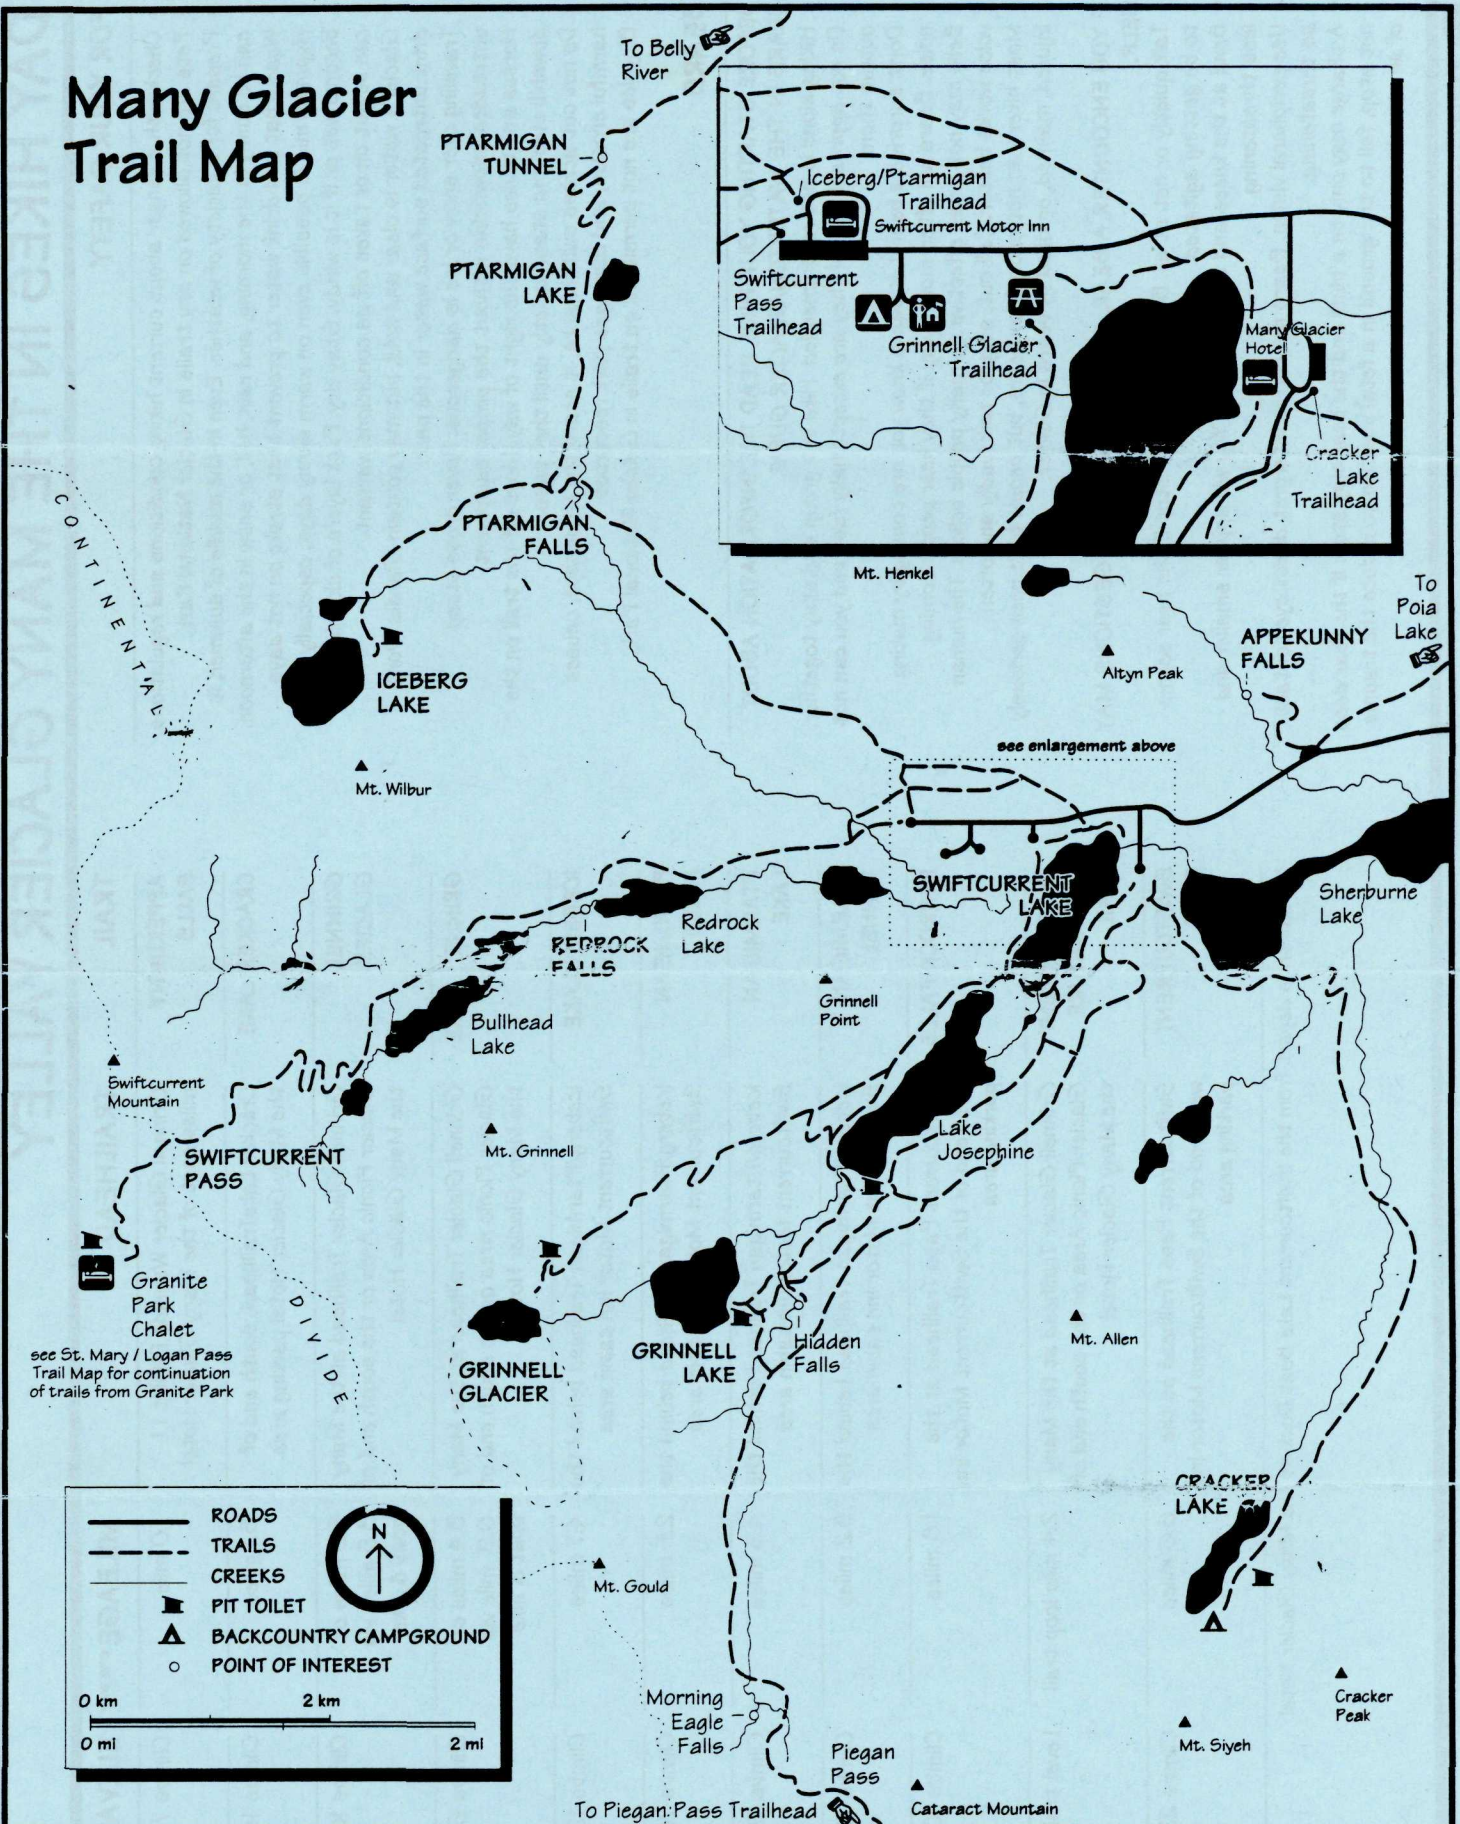 Many Glacier
Trail Map
To Belly
River
PTARMIGAN
TUNNEL
PTARMIGAN
LAKE
Iceberg/Ptarmigan
Trailhead
Swiftcurrent Motor Inn
Swiftcurrent
Pass
Trailhead
Grinnell Glacier
Trailhead
Many Glacier
Hotel
Cracker
Lake
Trailhead
CONTINENTAL
PTARMIGAN
FALLS
Mt. Henkel
To
Poia
Lake
APPEKUNNY
FALLS
Altyn Peak
ICEBERG
LAKE
see enlargement above
Mt. Wilbur
SWIFTCURRENT
LAKE
Sherburne
Lake
Redrock
Lake
REDROCK
FALLS
Grinnell
Point
Bullhead
Lake
Swiftcurrent
Mountain
Mt. Grinnell
Lake
Josephine
SWIFTCURRENT
PASS
Granite
Park
Chalet
see St. Mary / Logan Pass
Trail Map for continuation
of trails from Granite Park
DIVIDE
GRINNELL
GLACIER
GRINNELL
LAKE
Hidden
Falls
Mt. Allen
CRACKER
LAKE
ROADS
TRAILS
CREEKS
PIT TOILET
BACKCOUNTRY CAMPGROUND
POINT OF INTEREST
N
0 km 2 km
0 mi 2 mi
Mt. Gould
Morning
Eagle
Falls
Piegan
Pass
To Piegan Pass Trailhead
Cataract Mountain
Mt. Siyeh
Cracker
Peak